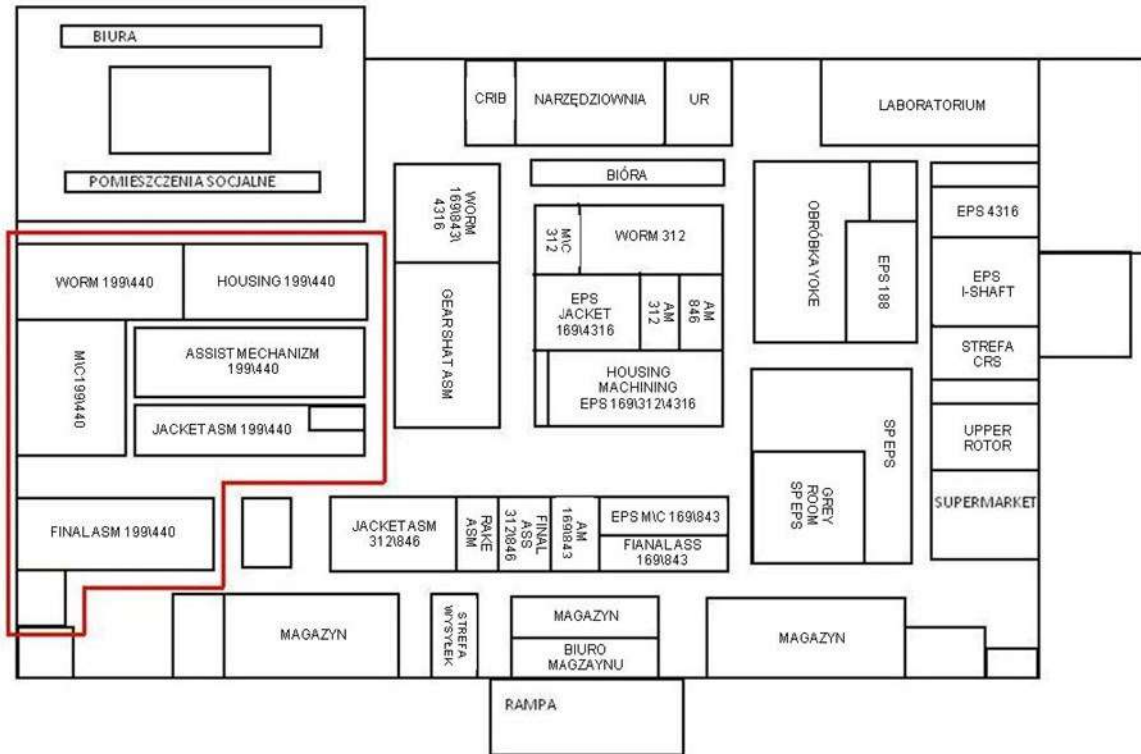 BIURA
POMIESZCZENIA SOCJALNE
CRIB
NARZĘDZIOWNIA
UR
LABORATORIUM
BIÓRA
WORM
169\843\
4316
GEAR SHAT ASM
M\C
312
WORM 312
EPS
JACKET
169\4316
AM
312
AM
846
HOUSING
MACHINING
EPS 169\312\4316
OBRÓBKA YOKE
EPS 188
EPS 4316
EPS
I-SHAFT
STREFA
CRS
UPPER
ROTOR
SUPERMARKET
WORM 199\440
HOUSING 199\440
M\C199\440
ASSIST MECHANIZM
199\440
JACKET ASM 199\440
FINAL ASM 199\440
JACKET ASM
312\846
RAKE
ASM
FINAL
ASS
312\846
AM
169\843
EPS M\C 169\843
FIANALASS
169\843
SP EPS
GREY
ROOM
SP EPS
MAGAZYN
STREFA
WYSYŁEK
MAGAZYN
BIURO
MAGZAYNU
MAGAZYN
RAMPA